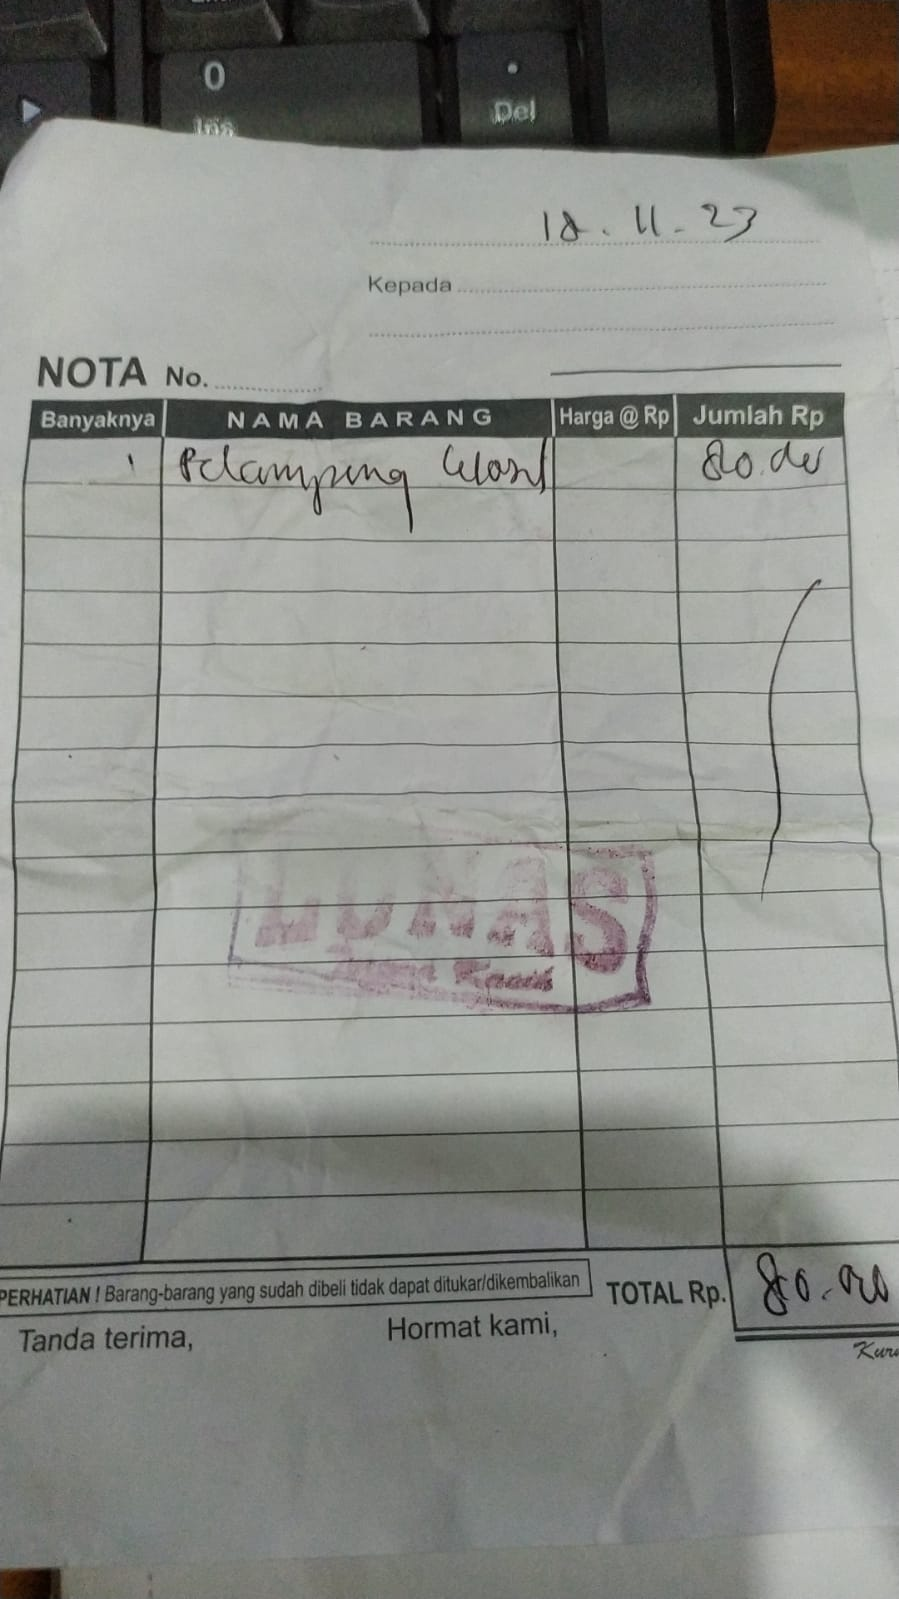 0
Ins
.
Del
18.11.23
Kepada
NOTA No.
Banyaknya NAMA BARANG Harga @ Rp Jumlah Rp
1 Pelampung 80.000
LUNAS
PERHATIAN ! Barang-barang yang sudah dibeli tidak dapat ditukar/dikembalikan TOTAL Rp. 80.000
Tanda terima, Hormat kami,